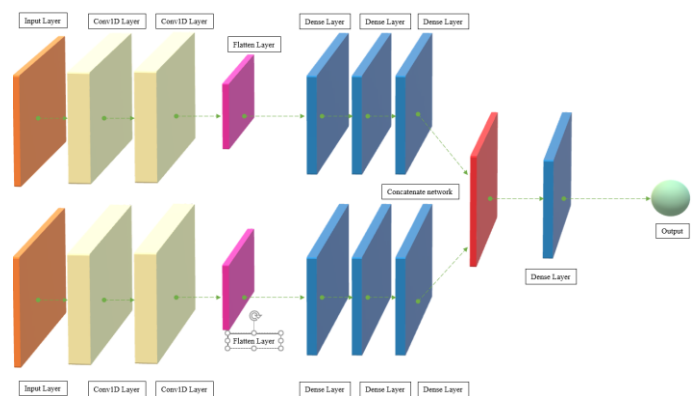 Input Layer
Conv1D Layer
Conv1D Layer
Flatten Layer
Dense Layer
Dense Layer
Dense Layer
Concatenate network
Output
Dense Layer
Flatten Layer
Input Layer
Conv1D Layer
Conv1D Layer
Dense Layer
Dense Layer
Dense Layer